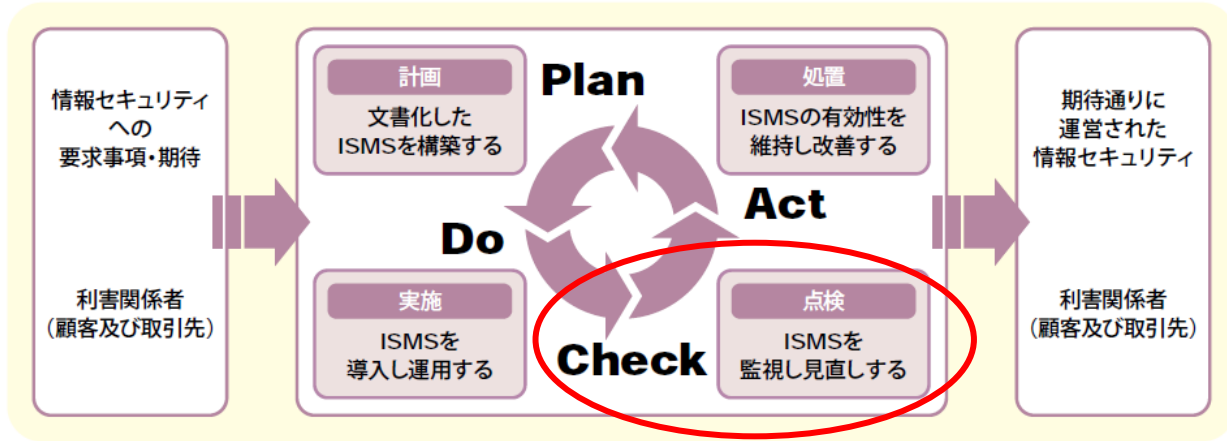 情報セキュリティ
への
要求事項・期待
利害関係者
(顧客及び取引先)
計画
文書化した
ISMSを構築する
Plan
処置
ISMSの有効性を
維持し改善する
Act
Do
実施
ISMSを
導入し運用する
Check
点検
ISMSを
監視し見直しする
期待通りに
運営された
情報セキュリティ
利害関係者
(顧客及び取引先)